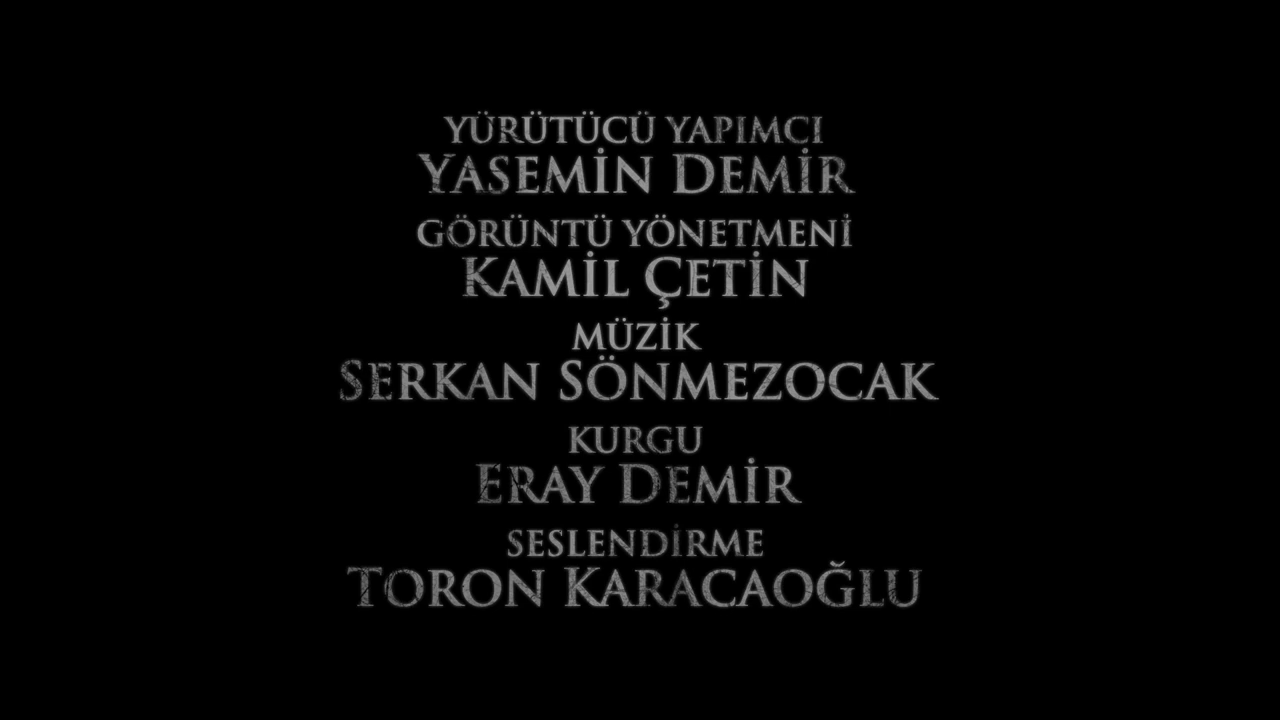 YÜRÜTÜCÜ YAPIMCI
YASEMİN DEMİR
GÖRÜNTÜ YÖNETMENİ
KAMİL ÇETİN
MÜZİK
SERKAN SÖNMEZOCAK
KURGU
ERAY DEMİR
SESLENDİRME
TORON KARACAOĞLU